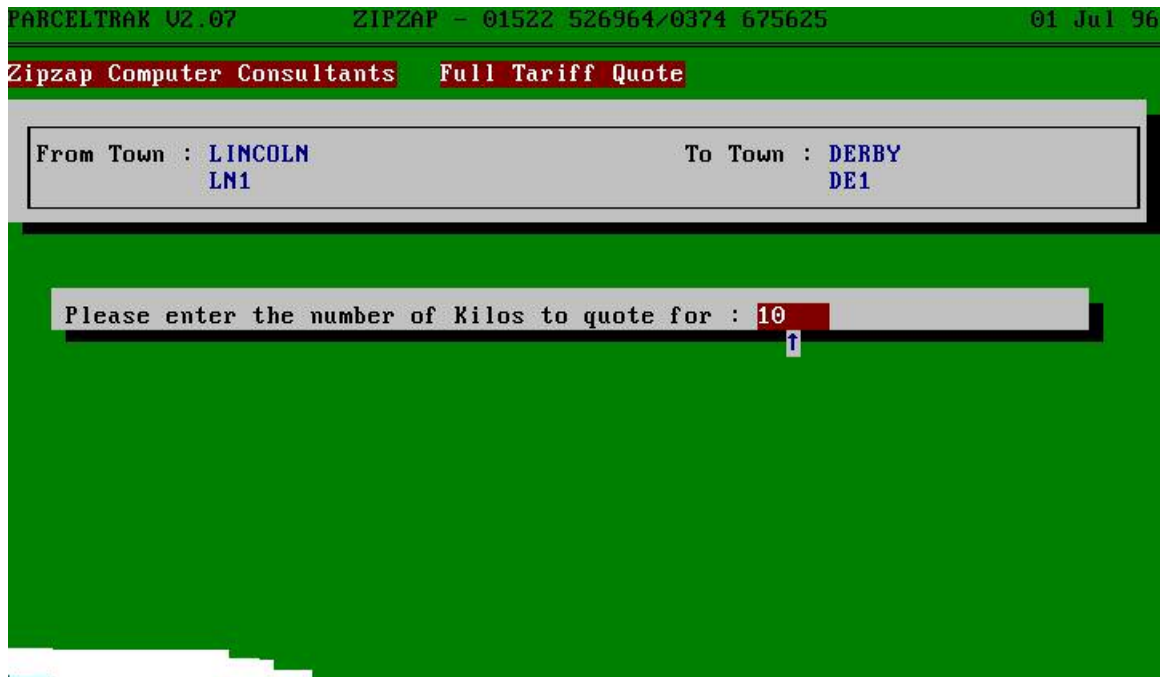 PARCELTRAK V2.07 ZIPZAP - 01522 526964/0374 675625 01 Jul 96
Zipzap Computer Consultants Full Tariff Quote
From Town : LINCOLN To Town : DERBY
LN1 DE1
Please enter the number of Kilos to quote for : 10
↑